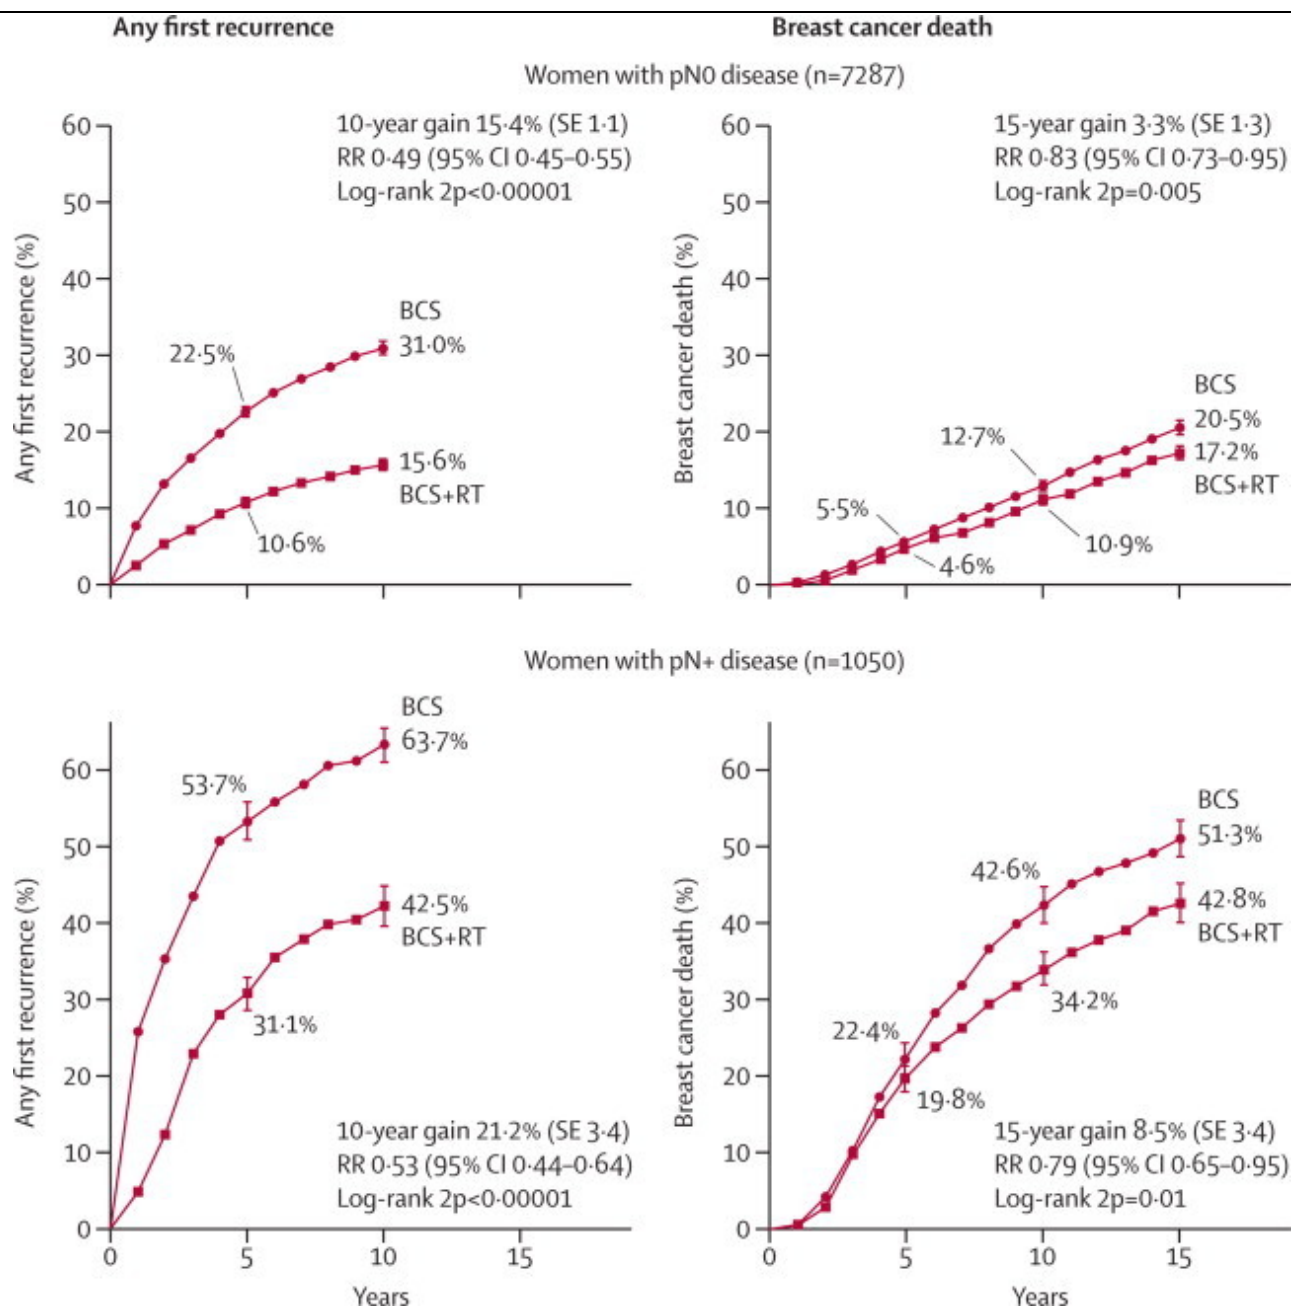 Any first recurrence
Breast cancer death
Women with pN0 disease (n=7287)
60
50
40
30
20
10
0
Any first recurrence (%)
10-year gain 15·4% (SE 1·1)
RR 0·49 (95% CI 0·45–0·55)
Log-rank 2p<0·00001
BCS
31·0%
22·5%
15·6%
BCS+RT
10·6%
60
50
40
30
20
10
0
Breast cancer death (%)
15-year gain 3·3% (SE 1·3)
RR 0·83 (95% CI 0·73–0·95)
Log-rank 2p=0·005
BCS
20·5%
12·7%
17·2%
BCS+RT
5·5%
10·9%
4·6%
Women with pN+ disease (n=1050)
60
50
40
30
20
10
0
Any first recurrence (%)
BCS
63·7%
53·7%
42·5%
BCS+RT
31·1%
10-year gain 21·2% (SE 3·4)
RR 0·53 (95% CI 0·44–0·64)
Log-rank 2p<0·00001
0 5 10 15
Years
60
50
40
30
20
10
0
Breast cancer death (%)
BCS
51·3%
42·6%
42·8%
BCS+RT
34·2%
22·4%
19·8%
15-year gain 8·5% (SE 3·4)
RR 0·79 (95% CI 0·65–0·95)
Log-rank 2p=0·01
0 5 10 15
Years